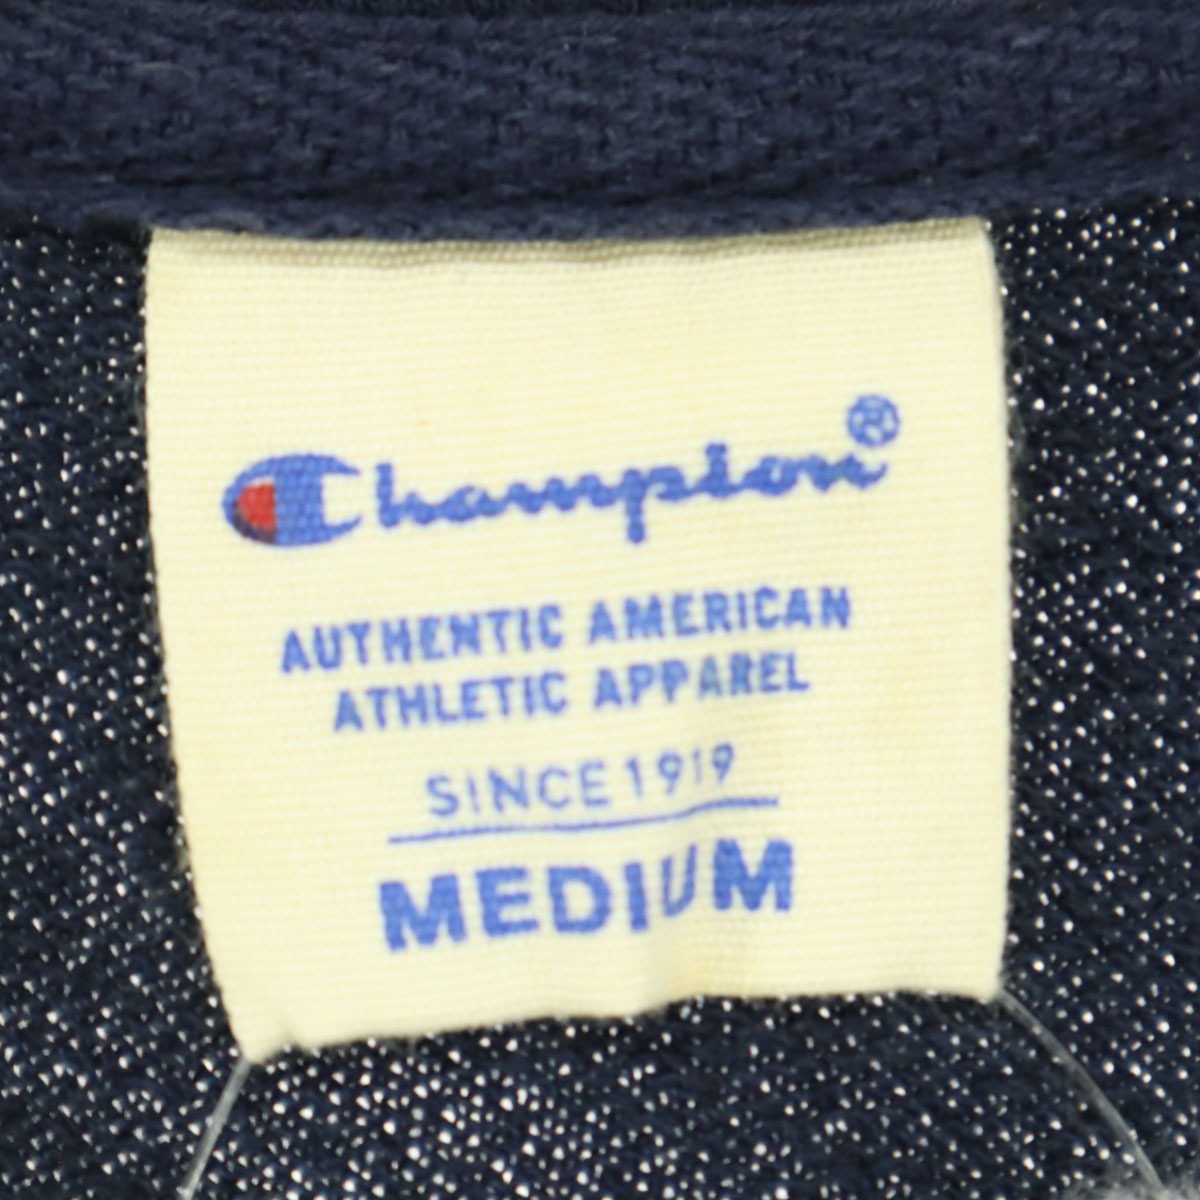 Champion®
AUTHENTIC AMERICAN
ATHLETIC APPAREL
SINCE 1919
MEDIUM